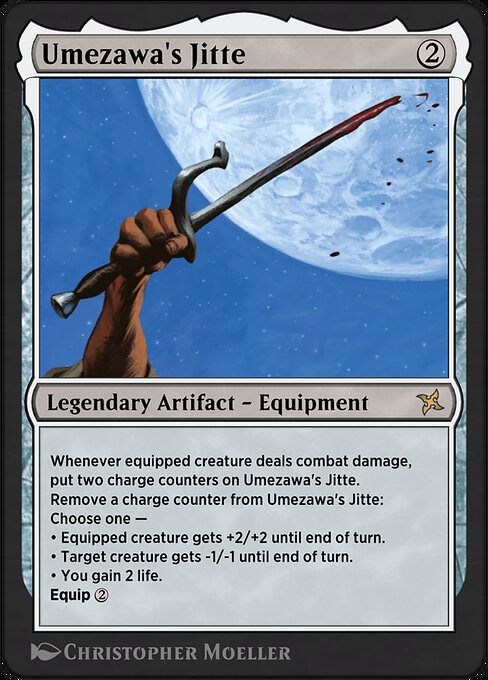 Umezawa's Jitte 2
Legendary Artifact – Equipment
Whenever equipped creature deals combat damage,
put two charge counters on Umezawa's Jitte.
Remove a charge counter from Umezawa's Jitte:
Choose one —
• Equipped creature gets +2/+2 until end of turn.
• Target creature gets -1/-1 until end of turn.
• You gain 2 life.
Equip 2
Christopher Moeller